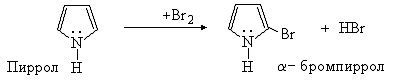 +Br₂
N
H
Пиррол
N
H
Br
+ HBr
α- бромпиррол